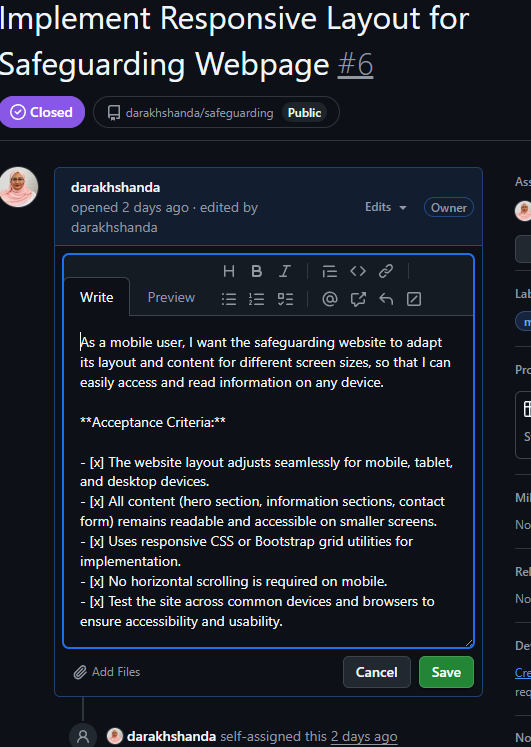 Implement Responsive Layout for
Safeguarding Webpage #6
Closed
darakhshanda/safeguarding Public
darakhshanda
opened 2 days ago · edited by
darakhshanda
Edits
Owner
Write
Preview
As a mobile user, I want the safeguarding website to adapt
its layout and content for different screen sizes, so that I can
easily access and read information on any device.
**Acceptance Criteria:**
- [x] The website layout adjusts seamlessly for mobile, tablet,
and desktop devices.
- [x] All content (hero section, information sections, contact
form) remains readable and accessible on smaller screens.
- [x] Uses responsive CSS or Bootstrap grid utilities for
implementation.
- [x] No horizontal scrolling is required on mobile.
- [x] Test the site across common devices and browsers to
ensure accessibility and usability.
Add Files
Cancel
Save
darakhshanda self-assigned this 2 days ago
Ass
Lab
Pro
S
Mil
No
Rel
No
De
Cre
req
No